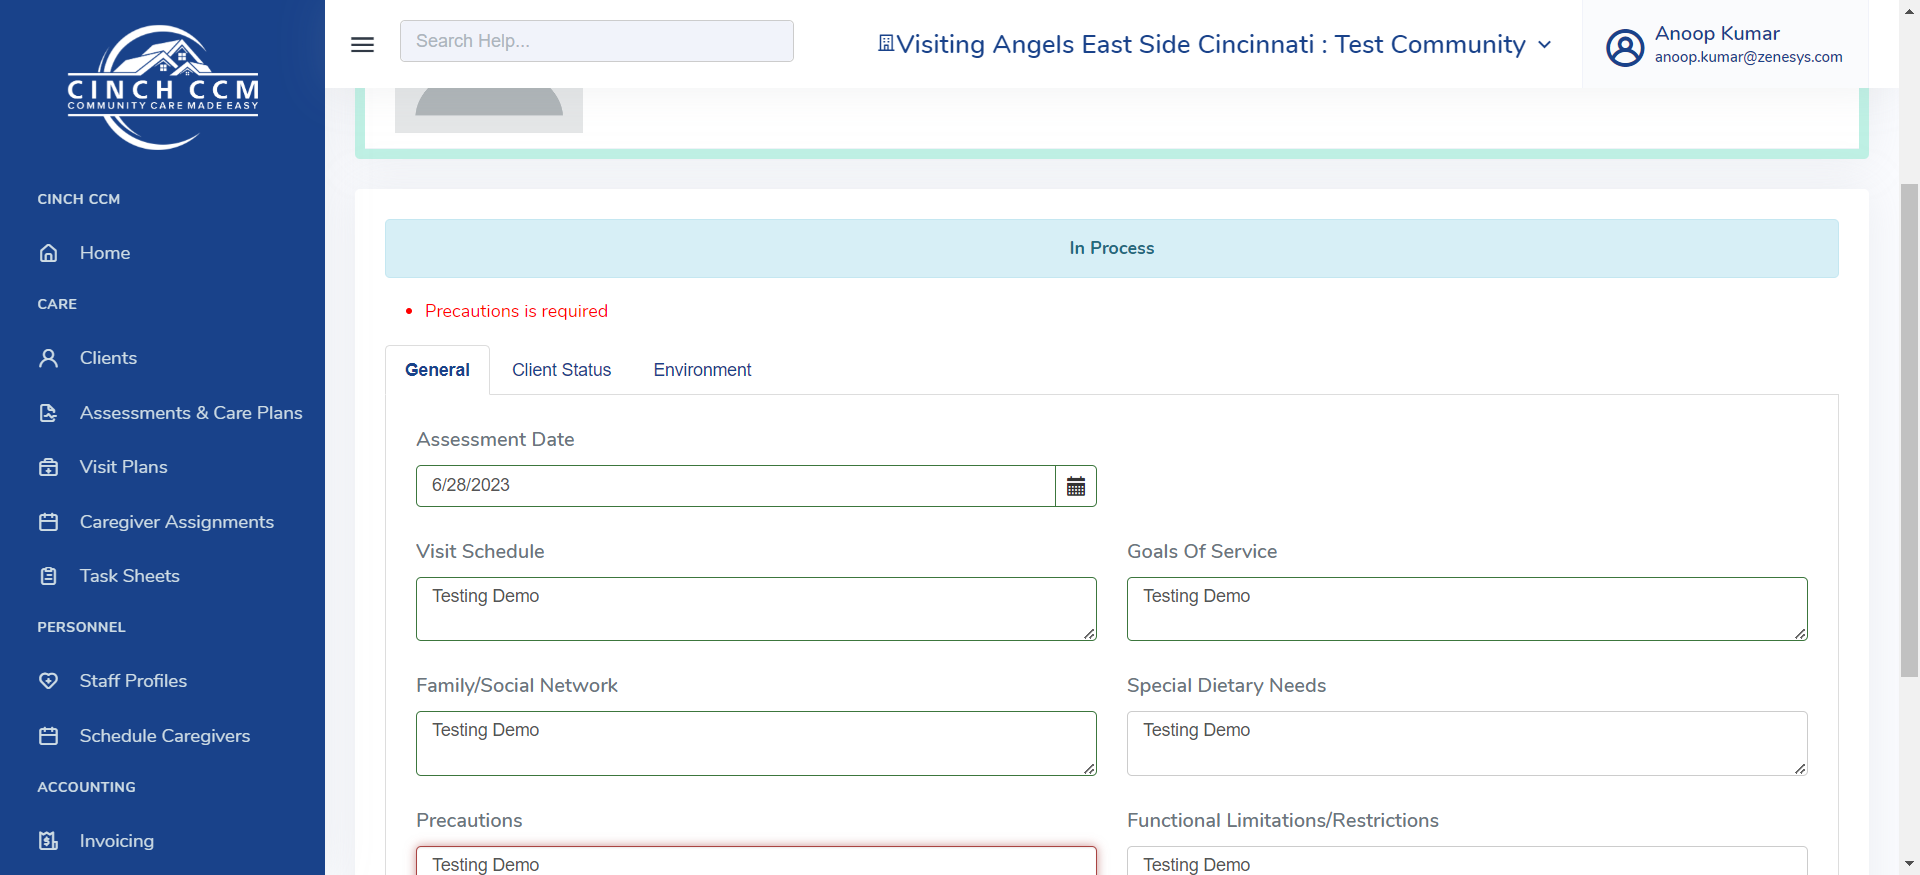 CINCH CCM
COMMUNITY CARE MADE EASY
Search Help...
Visiting Angels East Side Cincinnati : Test Community
Anoop Kumar
anoop.kumar@zenesys.com
CINCH CCM
Home
CARE
Clients
Assessments & Care Plans
Visit Plans
Caregiver Assignments
Task Sheets
PERSONNEL
Staff Profiles
Schedule Caregivers
ACCOUNTING
Invoicing
In Process
Precautions is required
General Client Status Environment
Assessment Date
6/28/2023
Visit Schedule Goals Of Service
Testing Demo Testing Demo
Family/Social Network Special Dietary Needs
Testing Demo Testing Demo
Precautions Functional Limitations/Restrictions
Testing Demo Testing Demo